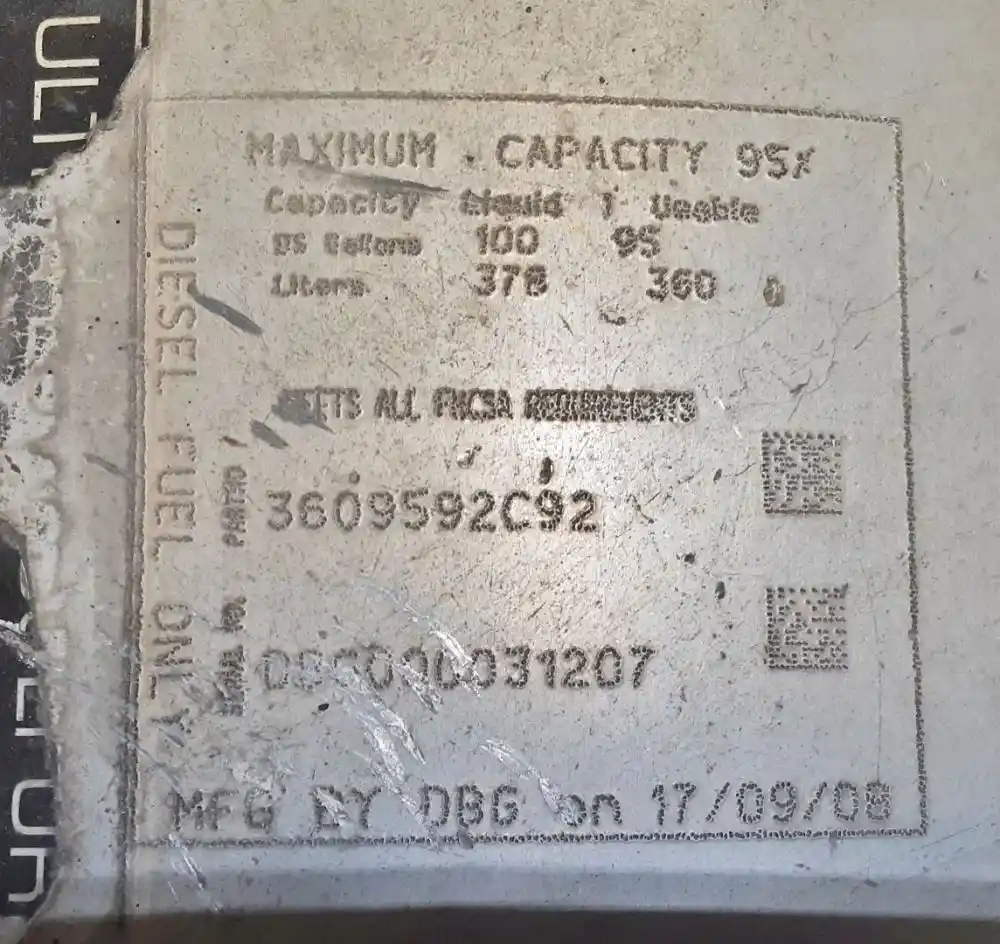 MAXIMUM CAPACITY 95%
Capacity Liquid Useable
US Gallons 100 95
Liters 378 360
MEETS ALL FMCSA REQUIREMENTS
PART NO
3609592C92
SERIAL NO.
MFG BY DBG on 17/09/08
DIESEL FUEL ONLY